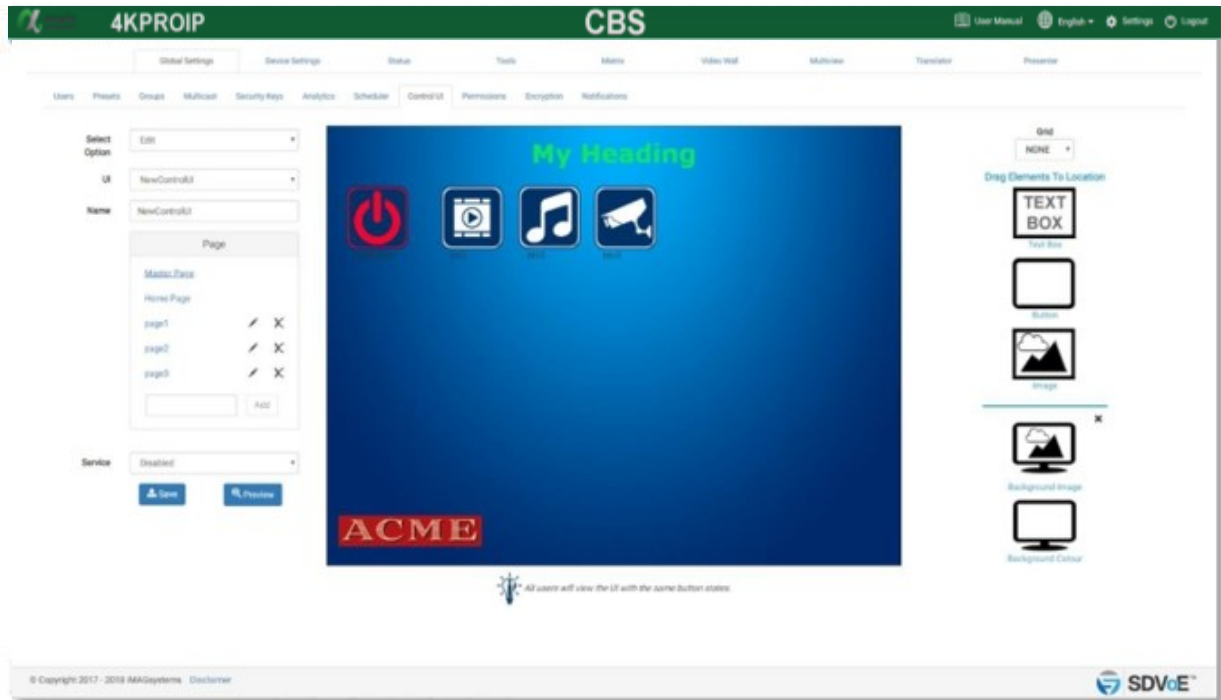 4KPROIP
CBS
User Manual English Settings Logout
Global Settings Device Settings Status Tools Matrix Video Wall Multiview Translator Presenter
Users Presets Groups Multicast Security Keys Analytics Scheduler Control UI Permissions Encryption Notifications
Select Option
Edit
UI
NewControlUI
Name
NewControlUI
Page
Master Page
Home Page
page1
page2
page3
Add
Service
Disabled
Save
Preview
My Heading
ACME
All users will view the UI with the same button states.
Grid
NONE
Drag Elements To Location
TEXT
BOX
Text Box
Button
Image
Background Image
Background Colour
© Copyright 2017 - 2018 iMAGsystems Disclaimer
SDVoE™